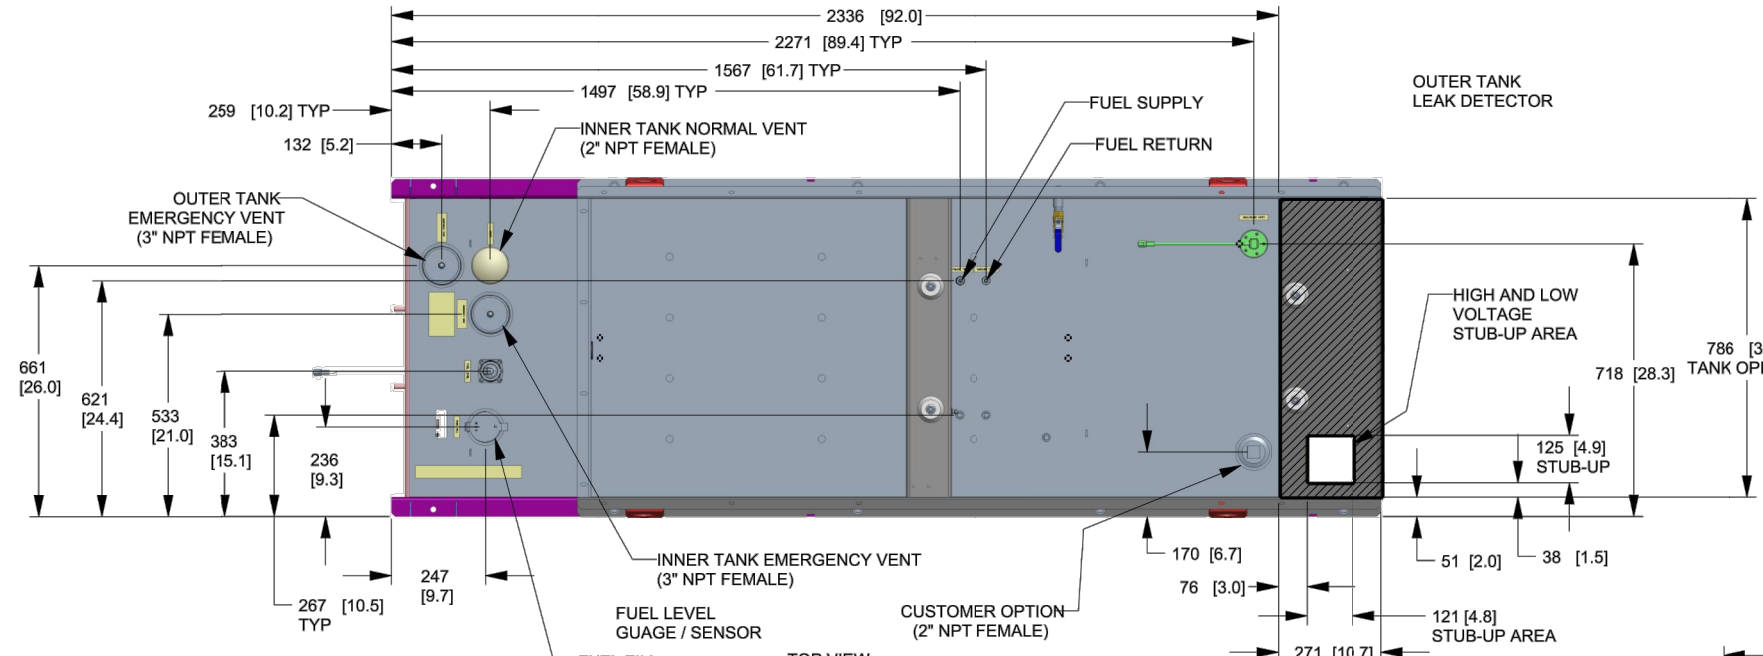 2336 [92.0]
2271 [89.4] TYP
1567 [61.7] TYP
1497 [58.9] TYP
259 [10.2] TYP
132 [5.2]
INNER TANK NORMAL VENT
(2" NPT FEMALE)
FUEL SUPPLY
FUEL RETURN
OUTER TANK
LEAK DETECTOR
OUTER TANK
EMERGENCY VENT
(3" NPT FEMALE)
HIGH AND LOW
VOLTAGE
STUB-UP AREA
661
[26.0]
621
[24.4]
533
[21.0]
383
[15.1]
236
[9.3]
786 [3
TANK OP
718 [28.3]
125 [4.9]
STUB-UP
INNER TANK EMERGENCY VENT
(3" NPT FEMALE)
170 [6.7]
51 [2.0]
38 [1.5]
76 [3.0]
247
[9.7]
267 [10.5]
TYP
FUEL LEVEL
GUAGE / SENSOR
CUSTOMER OPTION
(2" NPT FEMALE)
121 [4.8]
STUB-UP AREA
271 [10.7]
TOP VIEW